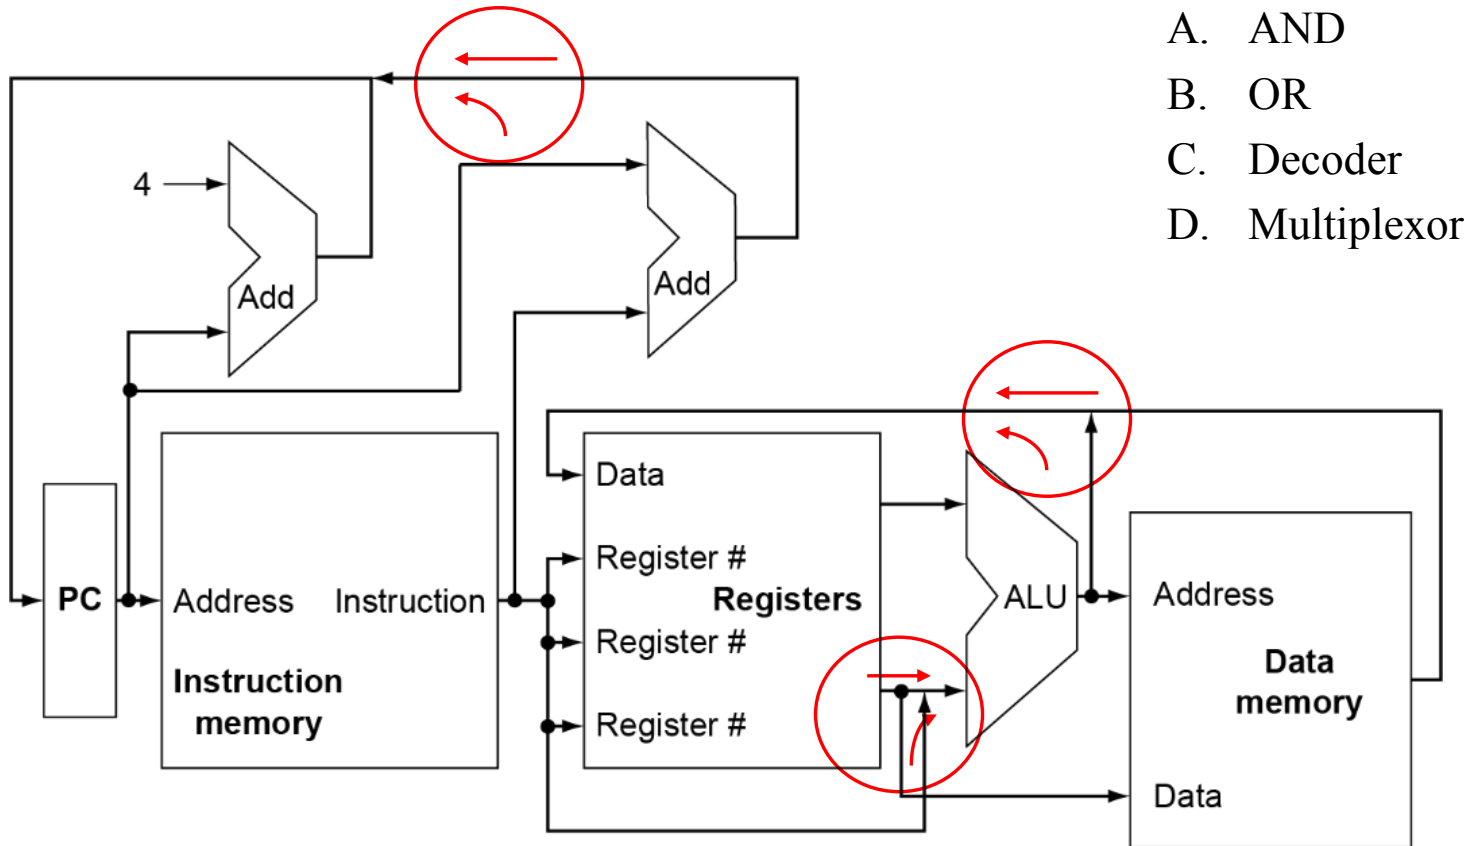 A. AND
B. OR
C. Decoder
D. Multiplexor
4
Add
Add
PC
Address
Instruction
Instruction
memory
Data
Register #
Registers
Register #
Register #
ALU
Address
Data
memory
Data